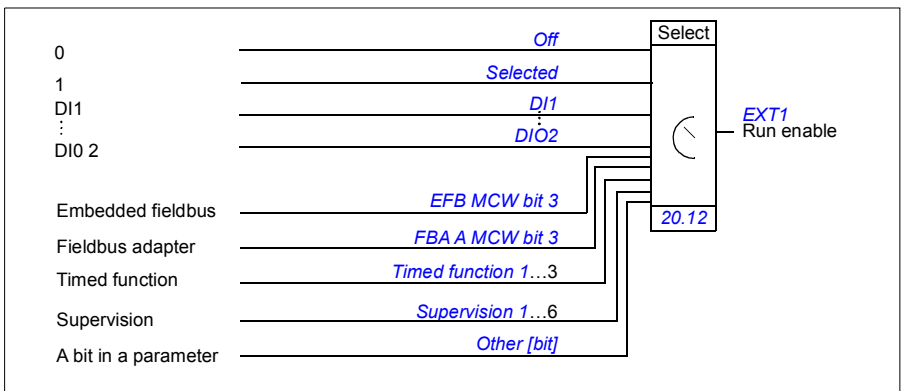 0 Off Select
1 Selected
DI1 DI1 EXT1
⋮ ⋮ Run enable
DI0 2 DIO2
Embedded fieldbus EFB MCW bit 3 20.12
Fieldbus adapter FBA A MCW bit 3
Timed function Timed function 1...3
Supervision Supervision 1...6
A bit in a parameter Other [bit]